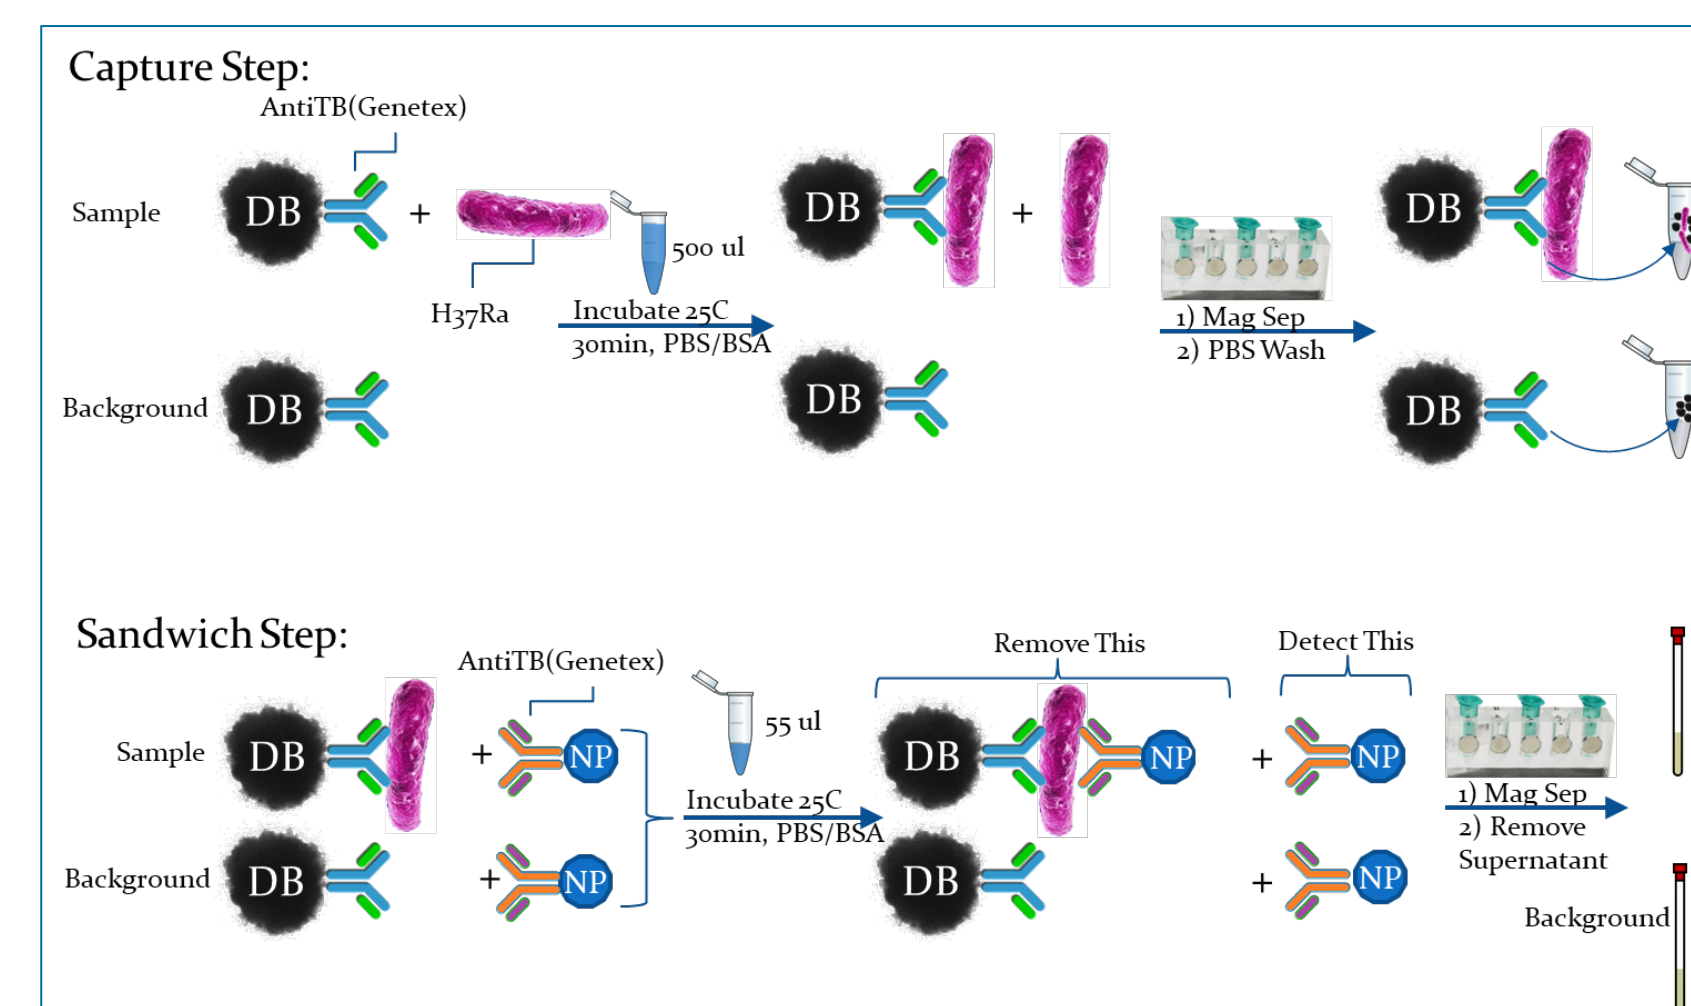 Capture Step:
AntiTB(Genetex)
Sample
DB
+
500 ul
H37Ra
Incubate 25C
30min, PBS/BSA
DB
+
1) Mag Sep
2) PBS Wash
DB
Background
DB
DB
DB
Sandwich Step:
AntiTB(Genetex)
Remove This
Detect This
Sample
DB
+
NP
55 ul
Incubate 25C
30min, PBS/BSA
DB
NP
+
NP
1) Mag Sep
2) Remove
Supernatant
Background
DB
+
NP
DB
+
NP
Background